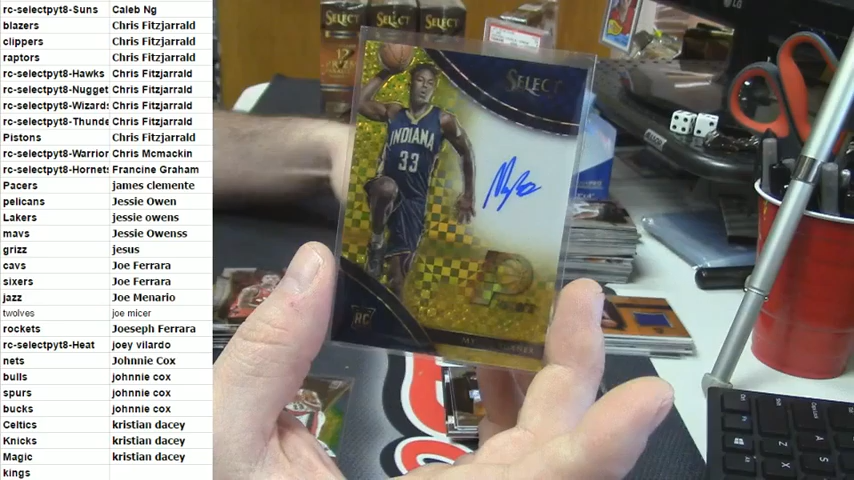 rc-selectpyt8-Suns Caleb Ng
blazers Chris Fitzjarrald
clippers Chris Fitzjarrald
raptors Chris Fitzjarrald
rc-selectpyt8-Hawks Chris Fitzjarrald
rc-selectpyt8-Nugget Chris Fitzjarrald
rc-selectpyt8-Wizard: Chris Fitzjarrald
rc-selectpyt8-Thunde Chris Fitzjarrald
Pistons Chris Fitzjarrald
rc-selectpyt8-Warrior Chris Mcmackin
rc-selectpyt8-Hornet: Francine Graham
Pacers james clemente
pelicans Jessie Owen
Lakers jessie owens
mavs Jessie Owenss
grizz jesus
cavs Joe Ferrara
sixers Joe Ferrara
jazz Joe Menario
twolves joe micer
rockets Joeseph Ferrara
rc-selectpyt8-Heat joey vilardo
nets Johnnie Cox
bulls johnnie cox
spurs johnnie cox
bucks johnnie cox
Celtics kristian dacey
Knicks kristian dacey
Magic kristian dacey
kings
SELECT
SELECT
SELECT
LG
SELECT
INDIANA
33
RC